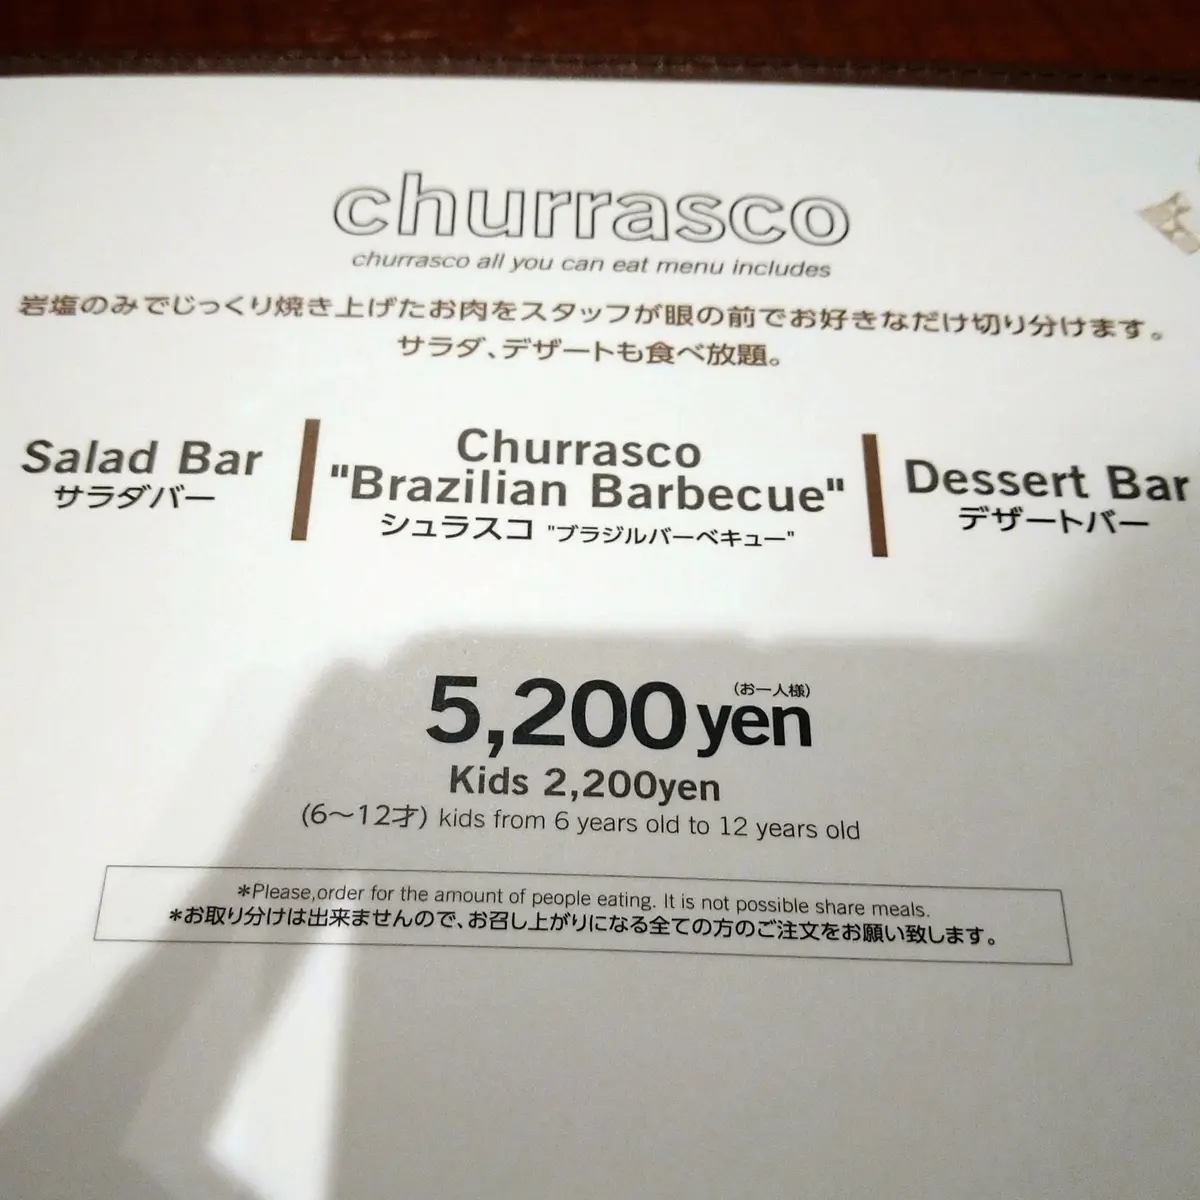 churrasco
churrasco all you can eat menu includes
岩塩のみでじっくり焼き上げたお肉をスタッフが眼の前でお好きなだけ切り分けます。
サラダ、デザートも食べ放題。
Salad Bar
サラダバー
Churrasco
"Brazilian Barbecue"
シュラスコ "ブラジルバーベキュー"
Dessert Bar
デザートバー
5,200yen (お一人様)
Kids 2,200yen
(6～12才) kids from 6 years old to 12 years old
*Please,order for the amount of people eating. It is not possible share meals.
*お取り分けは出来ませんので、お召し上がりになる全ての方のご注文をお願い致します。